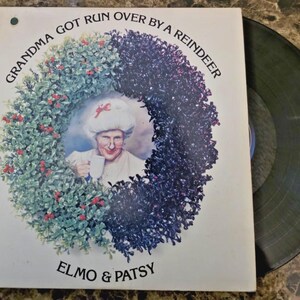 GRANDMA GOT RUN OVER BY A REINDEER
ELMO & PATSY